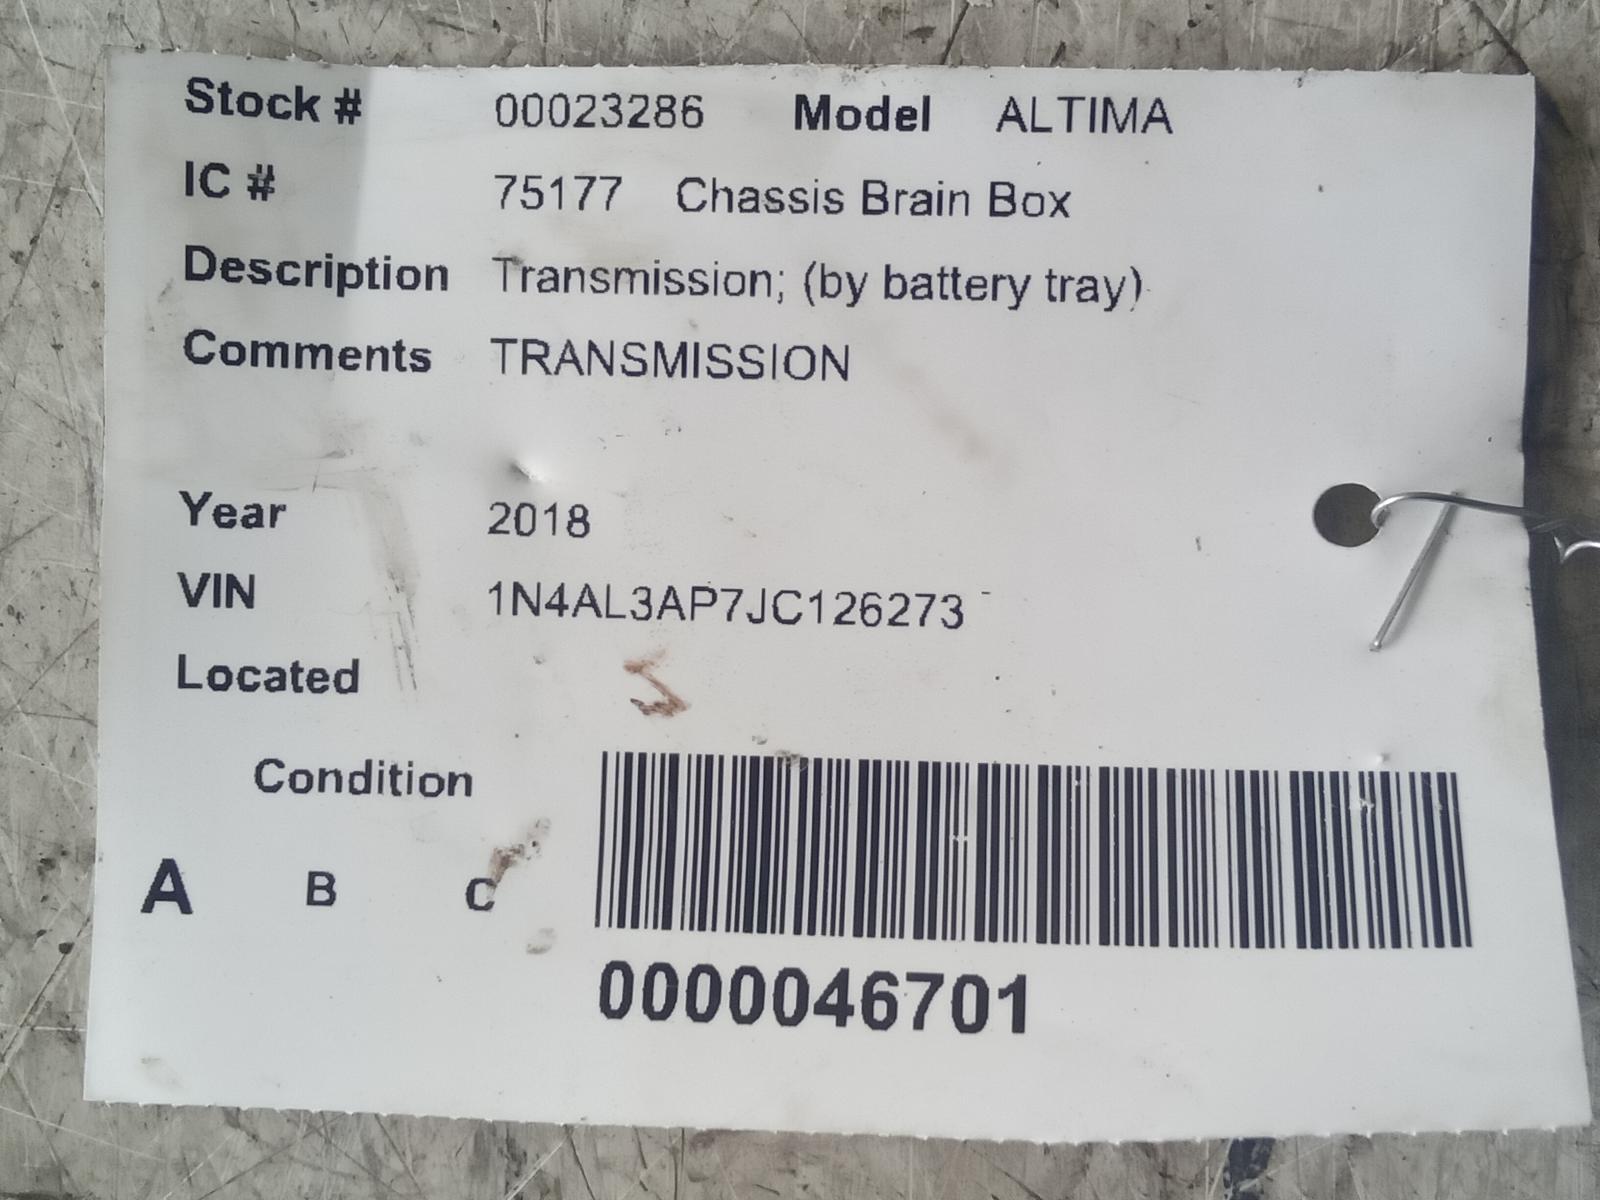 Stock # 00023286 Model ALTIMA
IC # 75177 Chassis Brain Box
Description Transmission; (by battery tray)
Comments TRANSMISSION
Year 2018
VIN 1N4AL3AP7JC126273
Located
Condition
A B C
0000046701